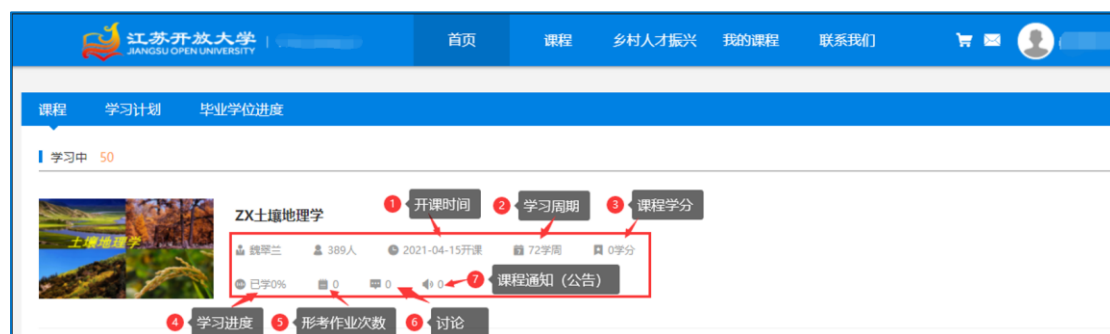 江苏开放大学
JIANGSU OPEN UNIVERSITY
首页 课程 乡村人才振兴 我的课程 联系我们
课程 学习计划 毕业学位进度
学习中 50
土壤地理学
ZX土壤地理学
1 开课时间 2 学习周期 3 课程学分
魏翠兰 389人 2021-04-15开课 72学周 0学分
已学0% 0 0 0 7 课程通知（公告）
4 学习进度 5 形考作业次数 6 讨论